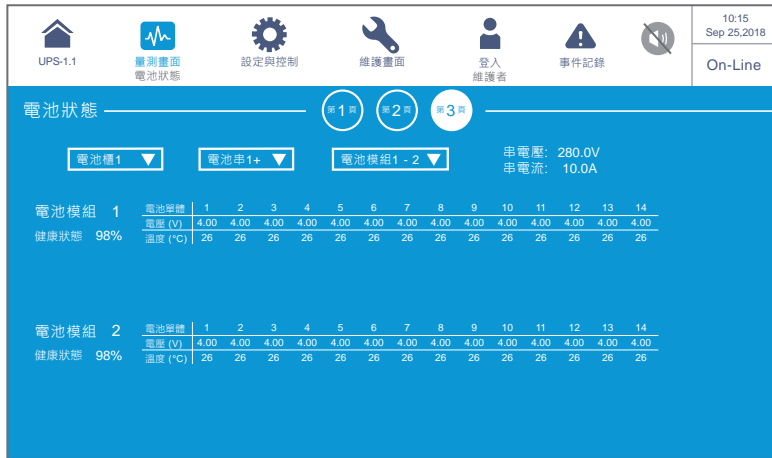 10:15
Sep 25,2018
UPS-1.1
量測畫面
電池狀態
設定與控制
維護畫面
登入
維護者
事件記錄
On-Line
電池狀態
第1頁
第2頁
第3頁
電池櫃1
電池串1+
電池模組1 - 2
串電壓: 280.0V
串電流: 10.0A
電池模組 1
健康狀態 98%
電池單體 1 2 3 4 5 6 7 8 9 10 11 12 13 14
電壓 (V) 4.00 4.00 4.00 4.00 4.00 4.00 4.00 4.00 4.00 4.00 4.00 4.00 4.00 4.00
溫度 (°C) 26 26 26 26 26 26 26 26 26 26 26 26 26 26
電池模組 2
健康狀態 98%
電池單體 1 2 3 4 5 6 7 8 9 10 11 12 13 14
電壓 (V) 4.00 4.00 4.00 4.00 4.00 4.00 4.00 4.00 4.00 4.00 4.00 4.00 4.00 4.00
溫度 (°C) 26 26 26 26 26 26 26 26 26 26 26 26 26 26